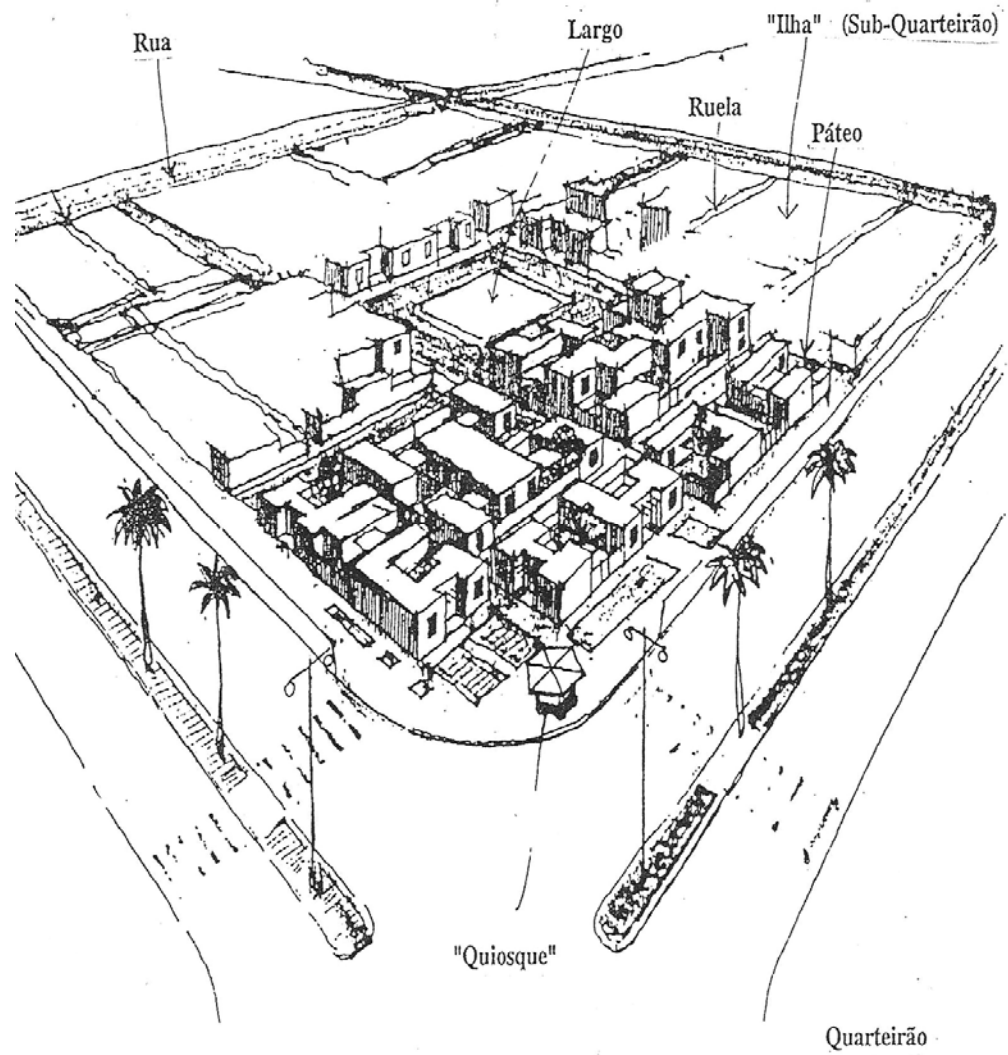 "Ilha" (Sub-Quarteirão)
Largo
Rua
Ruela
Páteo
"Quiosque"
Quarteirão